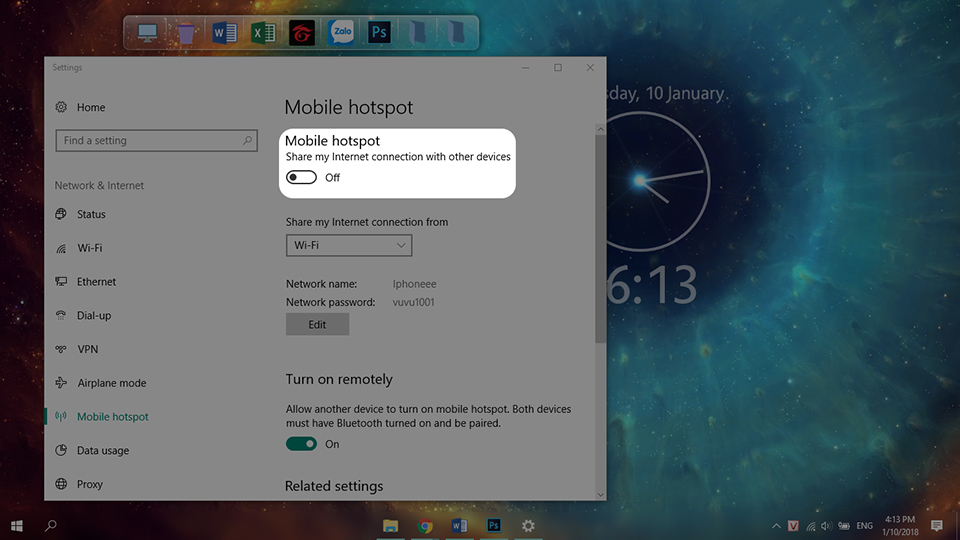 Zalo
Ps
Settings
Home
Find a setting
Network & Internet
Status
Wi-Fi
Ethernet
Dial-up
VPN
Airplane mode
Mobile hotspot
Data usage
Proxy
Mobile hotspot
Mobile hotspot
Share my Internet connection with other devices
Off
Share my Internet connection from
Wi-Fi
Network name: Iphoneee
Network password: vuvu1001
Edit
Turn on remotely
Allow another device to turn on mobile hotspot. Both devices
must have Bluetooth turned on and be paired.
On
Related settings
sday, 10 January
6:13
Ps
V
ENG
4:13 PM
1/10/2018